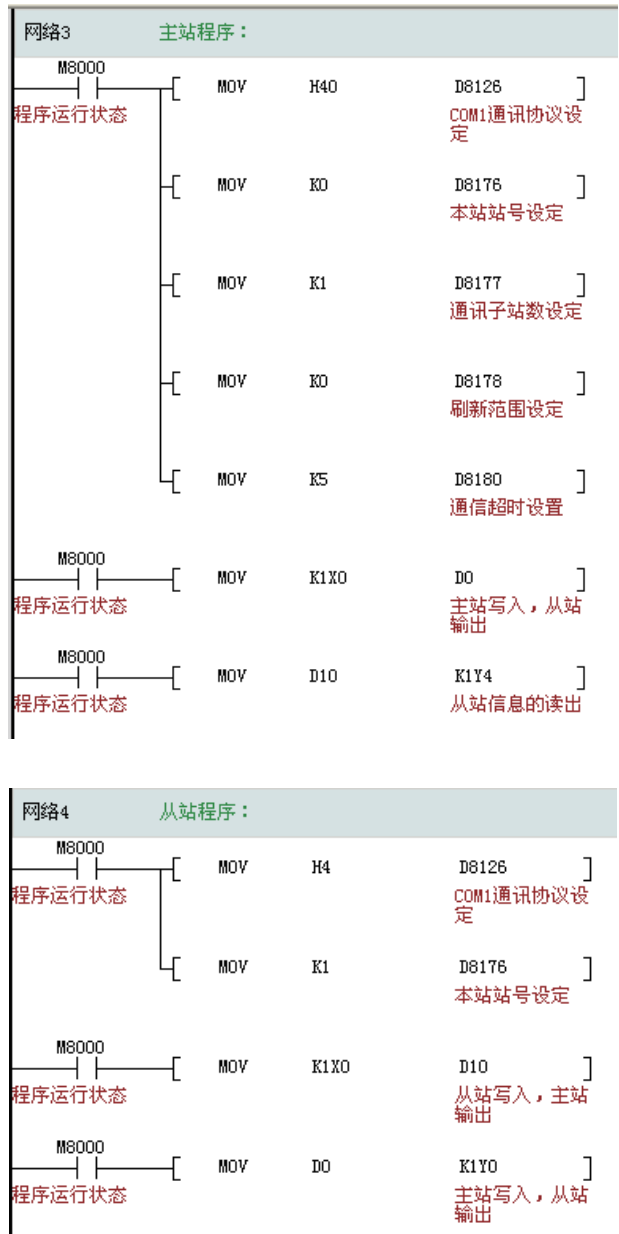 网络3 主站程序：
M8000
MOV H40 D8126
程序运行状态 COM1通讯协议设
定
MOV K0 D8176
本站站号设定
MOV K1 D8177
通讯子站数设定
MOV K0 D8178
刷新范围设定
MOV K5 D8180
通信超时设置
M8000
MOV K1X0 D0
程序运行状态 主站写入，从站
输出
M8000
MOV D10 K1Y4
程序运行状态 从站信息的读出
网络4 从站程序：
M8000
MOV H4 D8126
程序运行状态 COM1通讯协议设
定
MOV K1 D8176
本站站号设定
M8000
MOV K1X0 D10
程序运行状态 从站写入，主站
输出
M8000
MOV D0 K1Y0
程序运行状态 主站写入，从站
输出